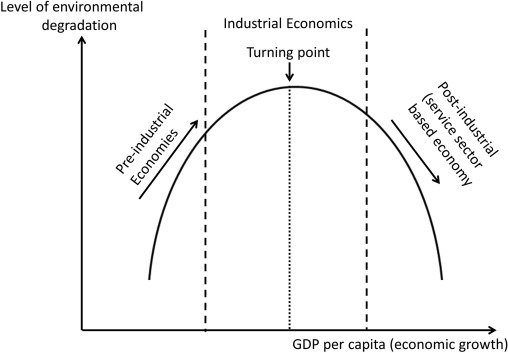 Level of environmental
degradation
Industrial Economics
Turning point
Pre-industrial
Economies
Post-industrial
(service sector
based economy
GDP per capita (economic growth)